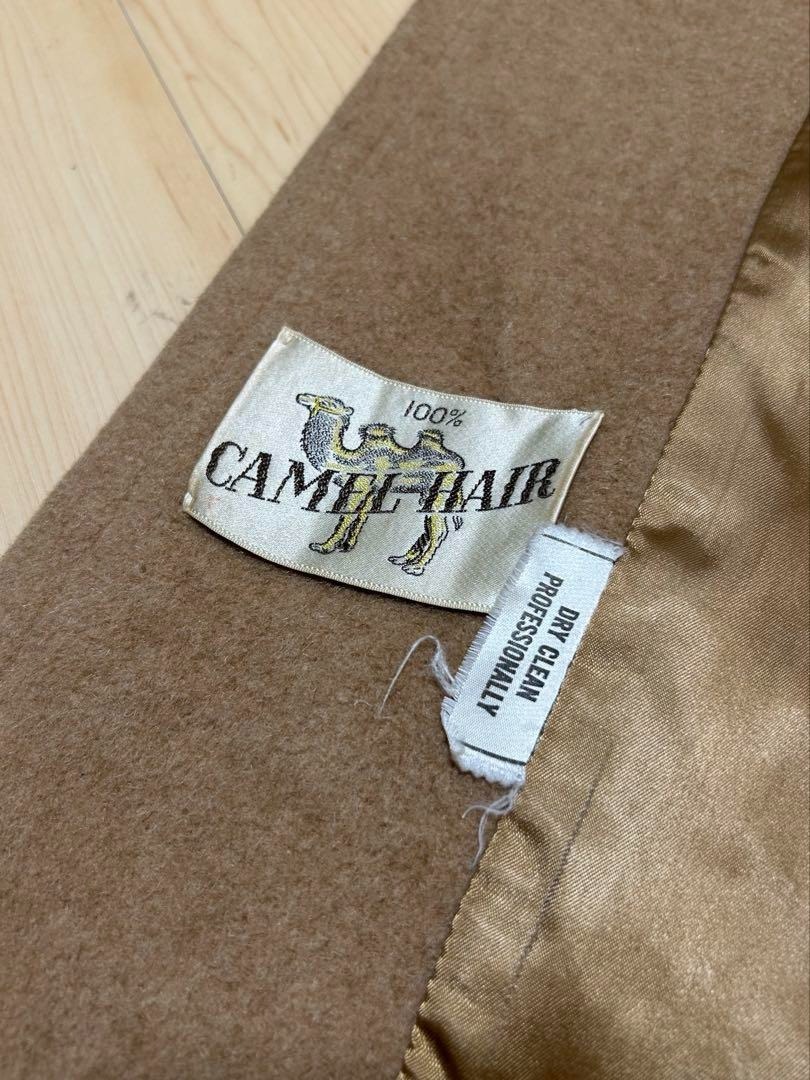 100%
CAMEL HAIR
DRY CLEAN
PROFESSIONALLY